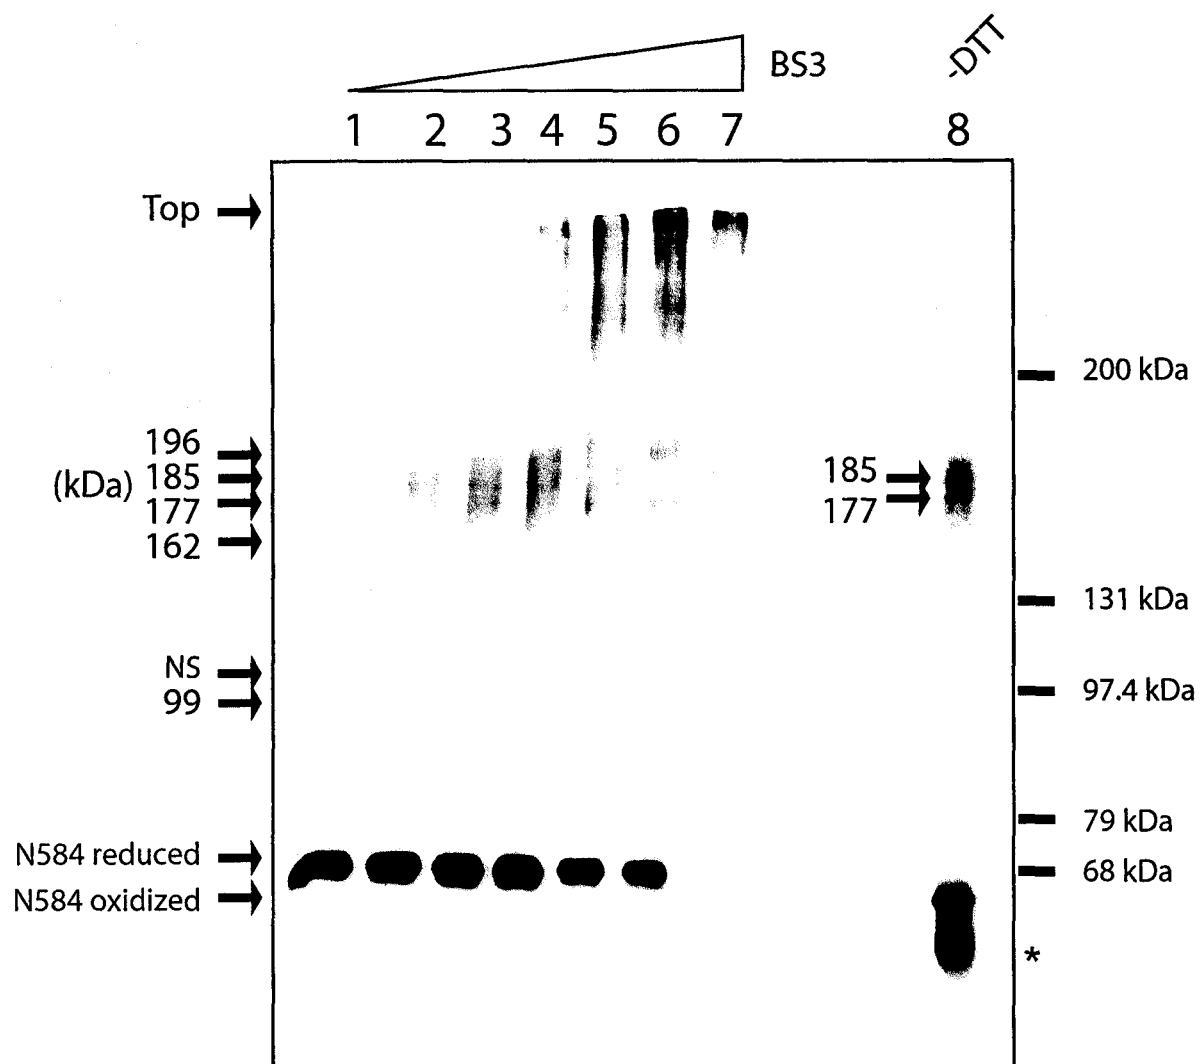 BS3
-DTT
1 2 3 4 5 6 7 8
Top
200 kDa
196
(kDa) 185
177
162
185
177
131 kDa
NS
99
97.4 kDa
79 kDa
N584 reduced
68 kDa
N584 oxidized
*